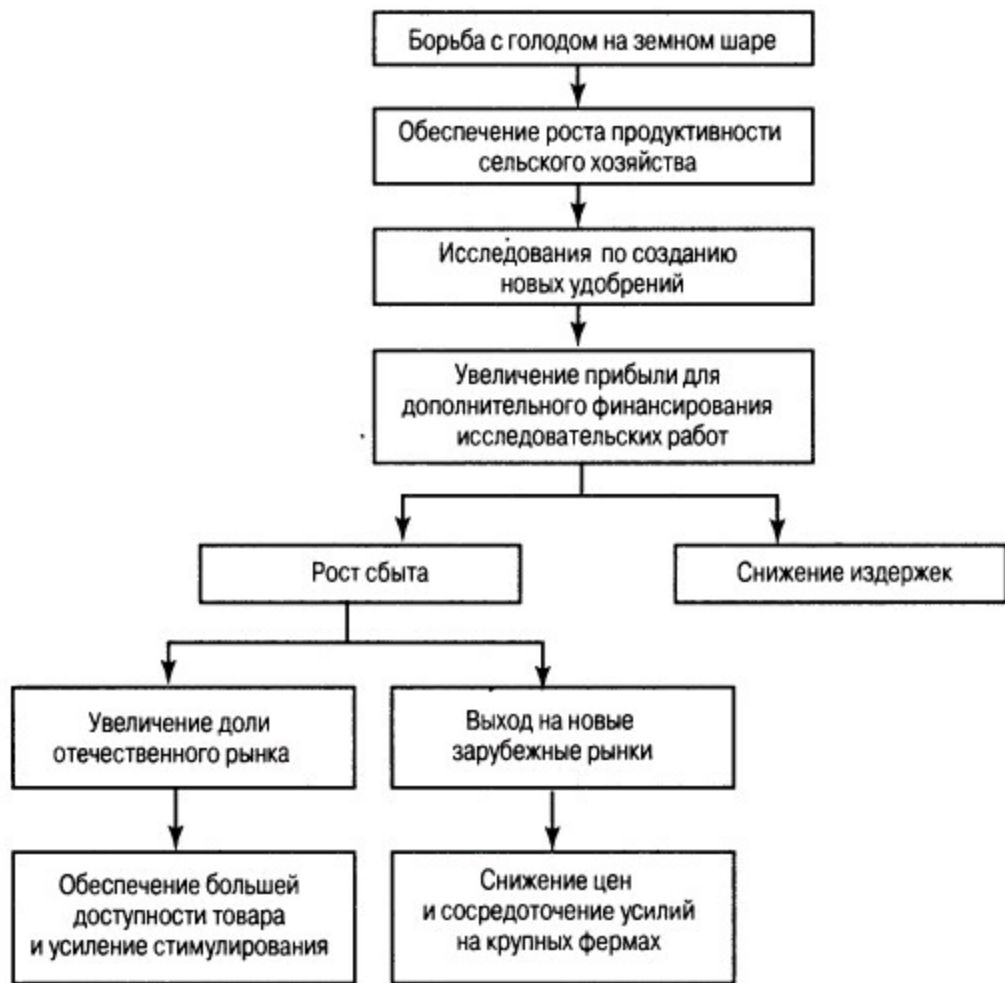 Борьба с голодом на земном шаре
Обеспечение роста продуктивности
сельского хозяйства
Исследования по созданию
новых удобрений
Увеличение прибыли для
дополнительного финансирования
исследовательских работ
Рост сбыта
Снижение издержек
Увеличение доли
отечественного рынка
Выход на новые
зарубежные рынки
Обеспечение большей
доступности товара
и усиление стимулирования
Снижение цен
и сосредоточение усилий
на крупных фермах